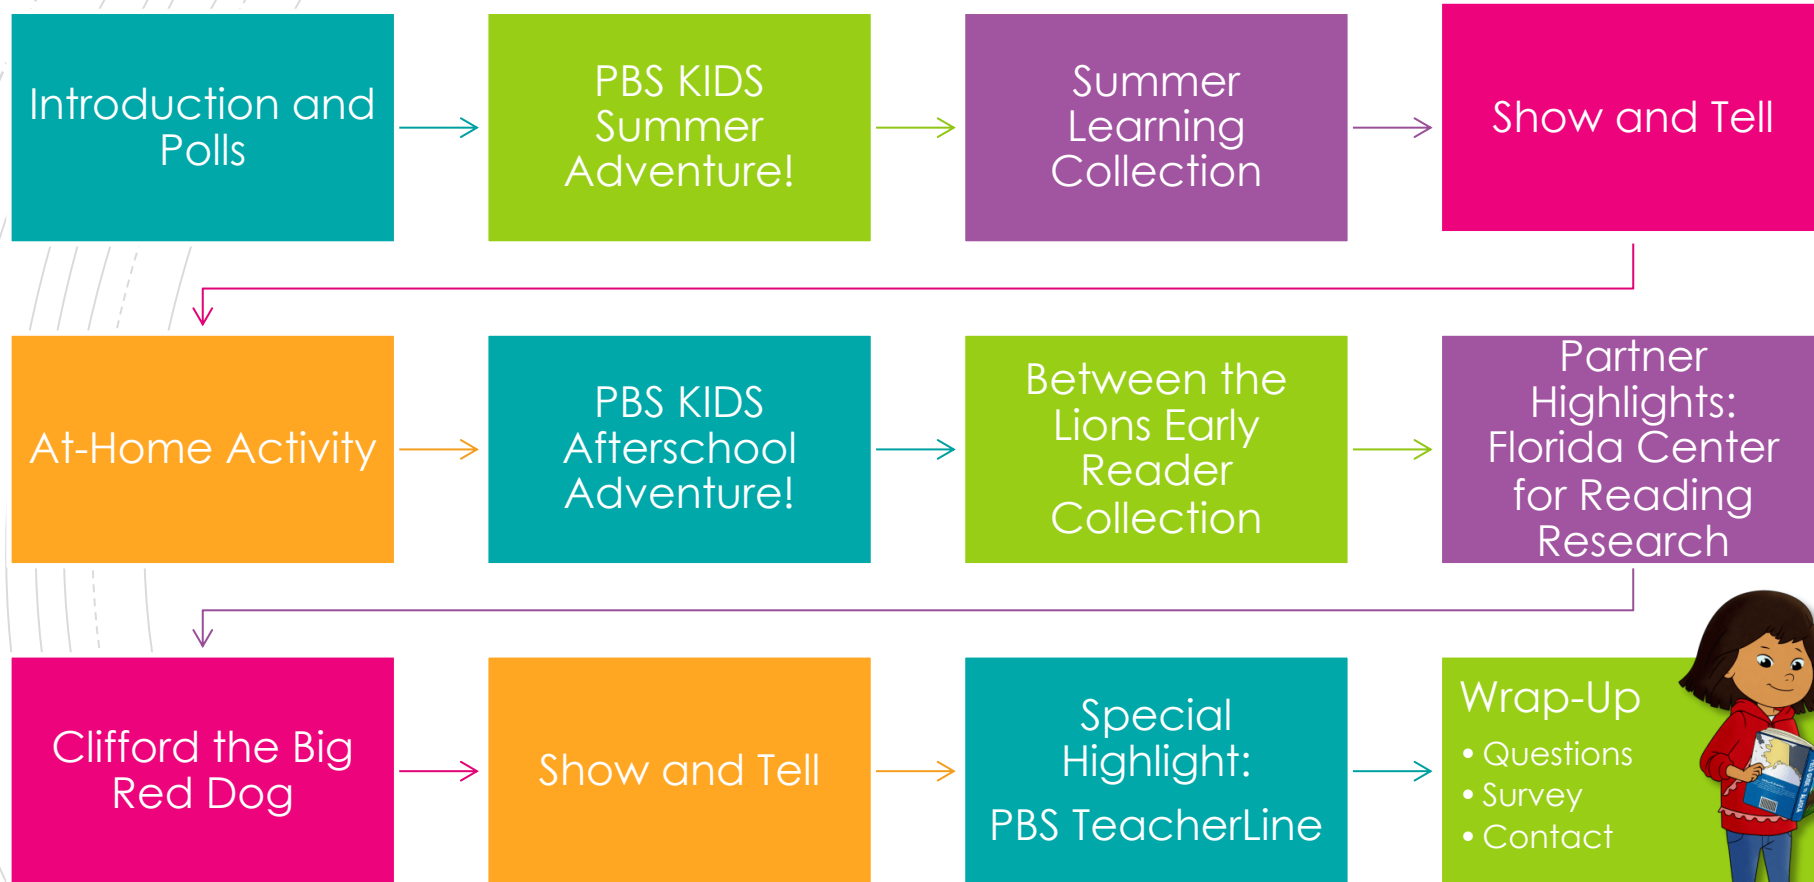 Introduction and
Polls
PBS KIDS
Summer
Adventure!
Summer
Learning
Collection
Show and Tell
At-Home Activity
PBS KIDS
Afterschool
Adventure!
Between the
Lions Early
Reader
Collection
Partner
Highlights:
Florida Center
for Reading
Research
Clifford the Big
Red Dog
Show and Tell
Special
Highlight:
PBS TeacherLine
Wrap-Up
• Questions
• Survey
• Contact